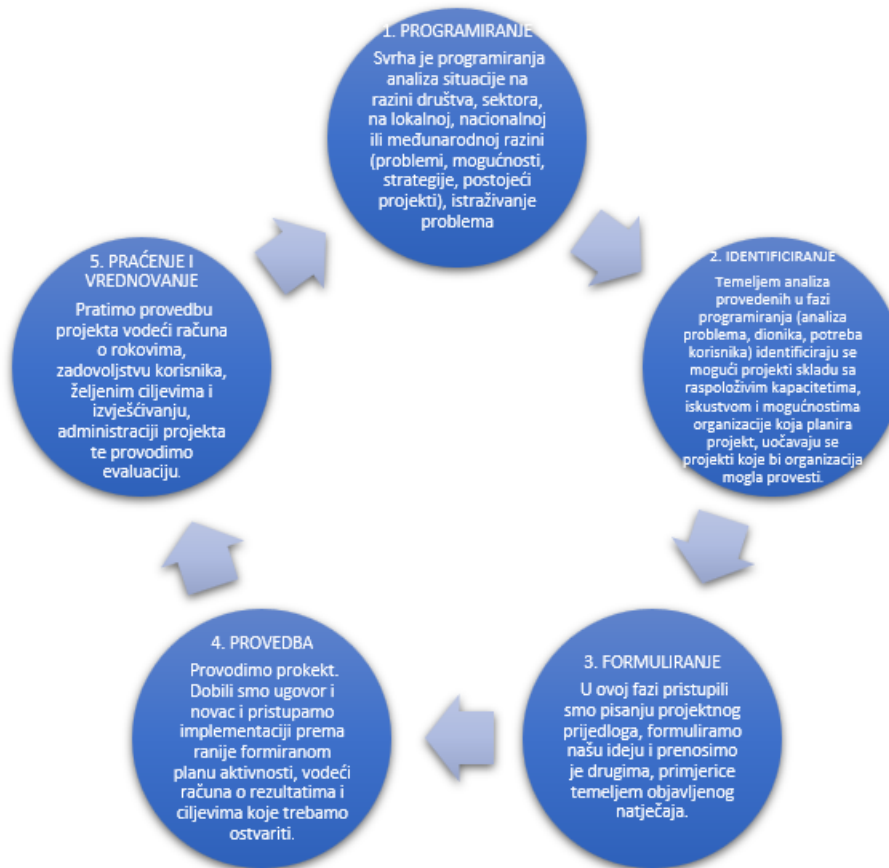 1. PROGRAMIRANJE
Svrha je programiranja
analiza situacije na
razini društva, sektora,
na lokalnoj, nacionalnoj
ili međunarodnoj razini
(problemi, mogućnosti,
strategije, postojeći
projekti), istraživanje
problema
2. IDENTIFICIRANJE
Temeljem analiza
provedenih u fazi
programiranja (analiza
problema, dionika, potreba
korisnika) identificiraju se
mogući projekti skladu sa
raspoloživim kapacitetima,
iskustvom i mogućnostima
organizacije koja planira
projekt, uočavaju se
projekti koje bi organizacija
mogla provesti.
3. FORMULIRANJE
U ovoj fazi pristupili
smo pisanju projektnog
prijedloga, formuliramo
našu ideju i prenosimo
je drugima, primjerice
temeljem objavljenog
natječaja.
4. PROVEDBA
Provodimo prokekt.
Dobili smo ugovor i
novac i pristupamo
implementaciji prema
ranije formiranom
planu aktivnosti, vodeći
računa o rezultatima i
ciljevima koje trebamo
ostvariti.
5. PRAĆENJE I
VREDNOVANJE
Pratimo provedbu
projekta vodeći računa
o rokovima,
zadovoljstvu korisnika,
željenim ciljevima i
izvješćivanju,
administraciji projekta
te provodimo
evaluaciju.